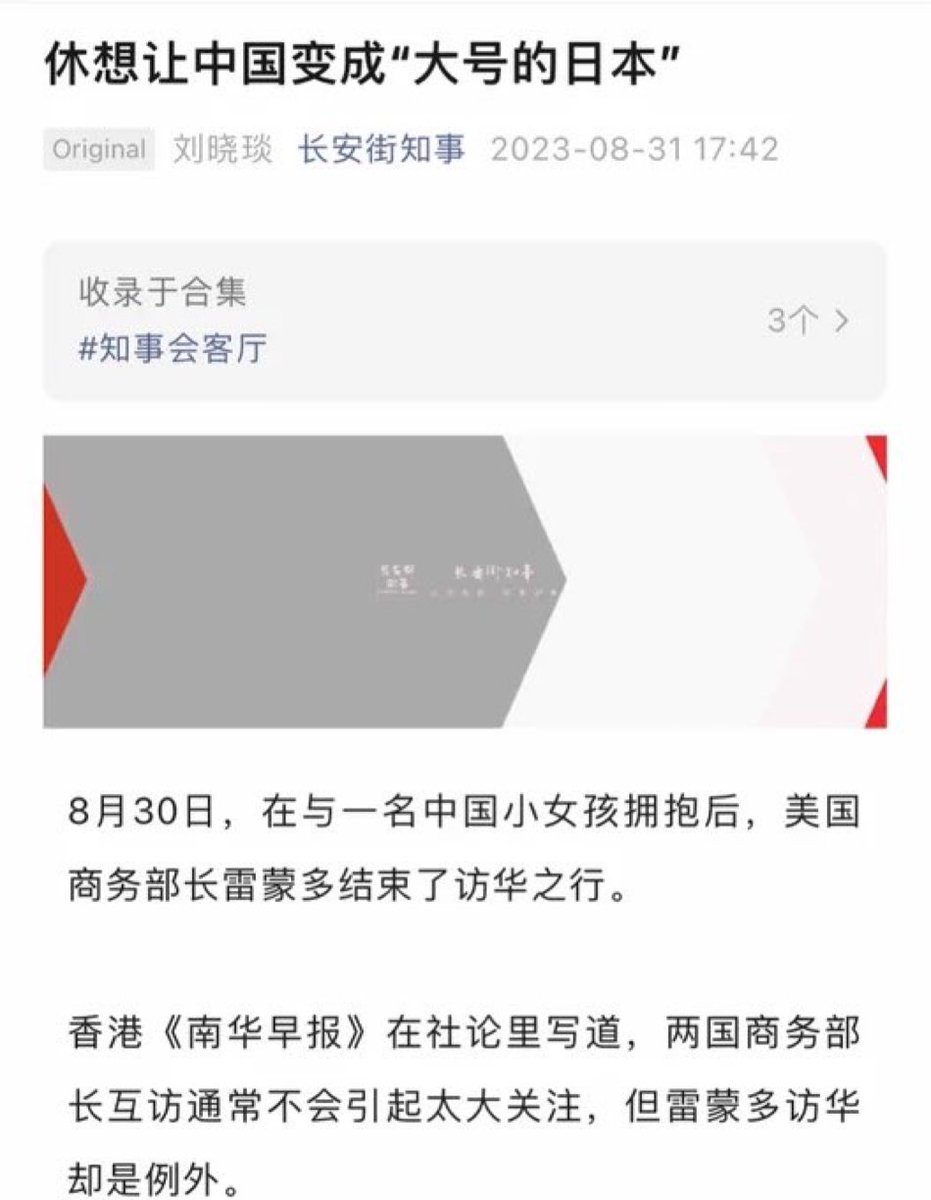 休想让中国变成“大号的日本”
Original 刘晓琰 长安街知事 2023-08-31 17:42
收录于合集
#知事会客厅
3个
长安街知事
8月30日，在与一名中国小女孩拥抱后，美国
商务部长雷蒙多结束了访华之行。
香港《南华早报》在社论里写道，两国商务部
长互访通常不会引起太大关注，但雷蒙多访华
却是例外。